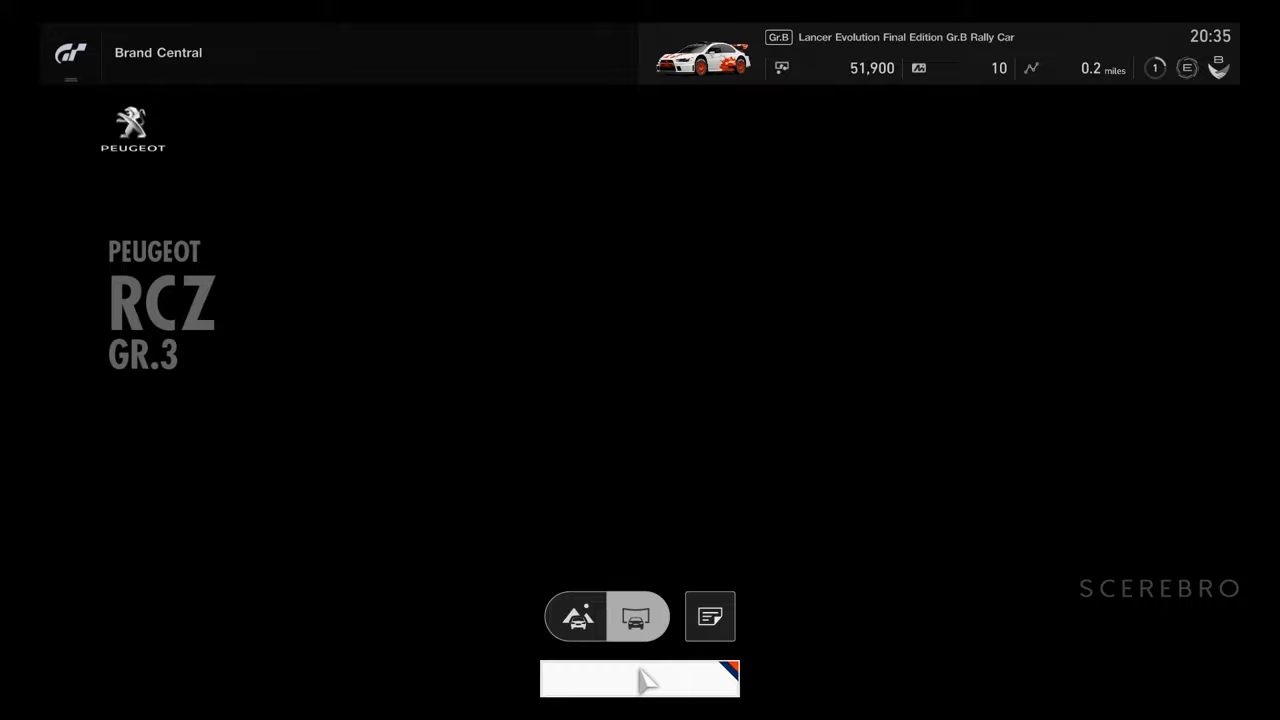 Brand Central
Gr.B Lancer Evolution Final Edition Gr.B Rally Car
20:35
51,900
10
0.2 miles
1
E
B
PEUGEOT
PEUGEOT
RCZ
GR.3
SCEREBRO